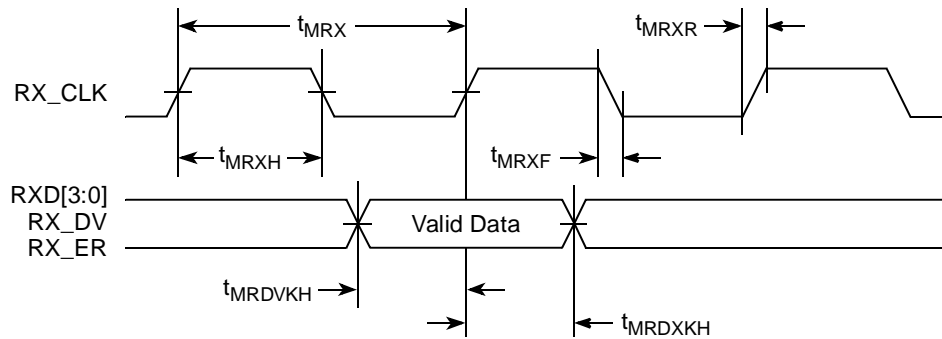 tMRX
tMRXR
RX_CLK
tMRXH
tMRXF
RXD[3:0]
RX_DV
RX_ER
Valid Data
tMRDVKH
tMRDXKH